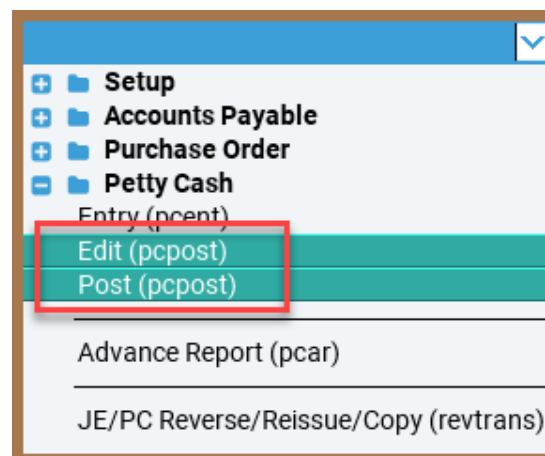 Setup
Accounts Payable
Purchase Order
Petty Cash
Entry (pcent)
Edit (pcpost)
Post (pcpost)
Advance Report (pcar)
JE/PC Reverse/Reissue/Copy (revtrans)